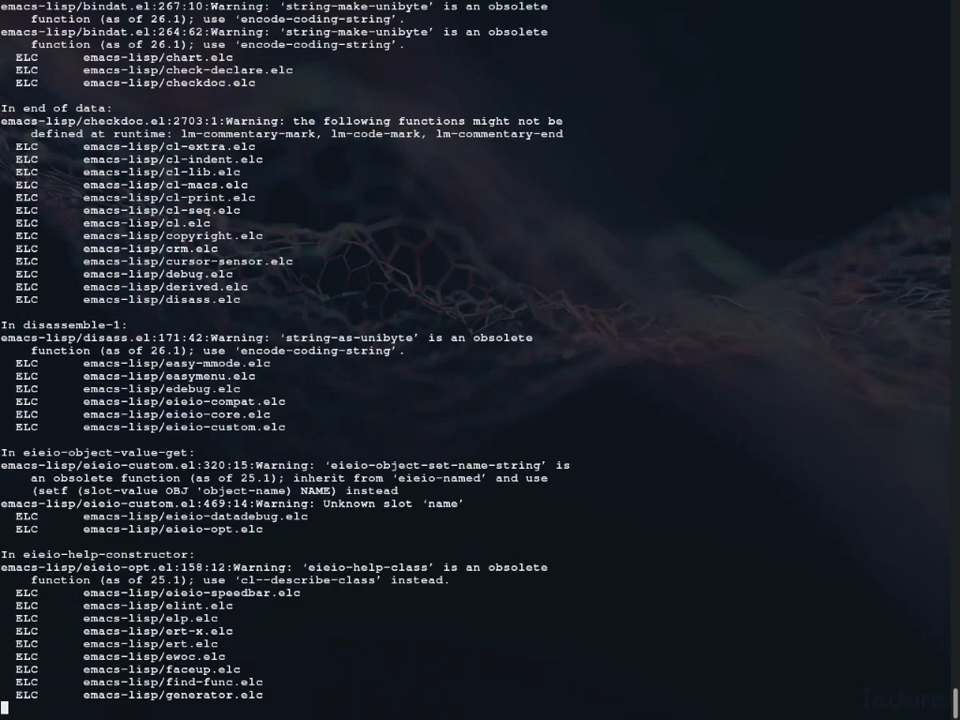 emacs-lisp/bindat.el:267:10:Warning: ‘string-make-unibyte’ is an obsolete
function (as of 26.1); use ‘encode-coding-string’.
emacs-lisp/bindat.el:264:62:Warning: ‘string-make-unibyte’ is an obsolete
function (as of 26.1); use ‘encode-coding-string’.
ELC emacs-lisp/chart.elc
ELC emacs-lisp/check-declare.elc
ELC emacs-lisp/checkdoc.elc
In end of data:
emacs-lisp/checkdoc.el:2703:1:Warning: the following functions might not be
defined at runtime: lm-commentary-mark, lm-code-mark, lm-commentary-end
ELC emacs-lisp/cl-extra.elc
ELC emacs-lisp/cl-indent.elc
ELC emacs-lisp/cl-lib.elc
ELC emacs-lisp/cl-macs.elc
ELC emacs-lisp/cl-print.elc
ELC emacs-lisp/cl-seq.elc
ELC emacs-lisp/cl.elc
ELC emacs-lisp/copyright.elc
ELC emacs-lisp/crm.elc
ELC emacs-lisp/cursor-sensor.elc
ELC emacs-lisp/debug.elc
ELC emacs-lisp/derived.elc
ELC emacs-lisp/disass.elc
In disassemble-1:
emacs-lisp/disass.el:171:42:Warning: ‘string-as-unibyte’ is an obsolete
function (as of 26.1); use ‘encode-coding-string’.
ELC emacs-lisp/easy-mmode.elc
ELC emacs-lisp/easymenu.elc
ELC emacs-lisp/edebug.elc
ELC emacs-lisp/eieio-compat.elc
ELC emacs-lisp/eieio-core.elc
ELC emacs-lisp/eieio-custom.elc
In eieio-object-value-get:
emacs-lisp/eieio-custom.el:320:15:Warning: ‘eieio-object-set-name-string’ is
an obsolete function (as of 25.1); inherit from ‘eieio-named’ and use
(setf (slot-value OBJ 'object-name) NAME) instead
emacs-lisp/eieio-custom.el:469:14:Warning: Unknown slot ‘name’
ELC emacs-lisp/eieio-datadebug.elc
ELC emacs-lisp/eieio-opt.elc
In eieio-help-constructor:
emacs-lisp/eieio-opt.el:158:12:Warning: ‘eieio-help-class’ is an obsolete
function (as of 25.1); use ‘cl--describe-class’ instead.
ELC emacs-lisp/eieio-speedbar.elc
ELC emacs-lisp/elint.elc
ELC emacs-lisp/elp.elc
ELC emacs-lisp/ert-x.elc
ELC emacs-lisp/ert.elc
ELC emacs-lisp/ewoc.elc
ELC emacs-lisp/faceup.elc
ELC emacs-lisp/find-func.elc
ELC emacs-lisp/generator.elc
fedora